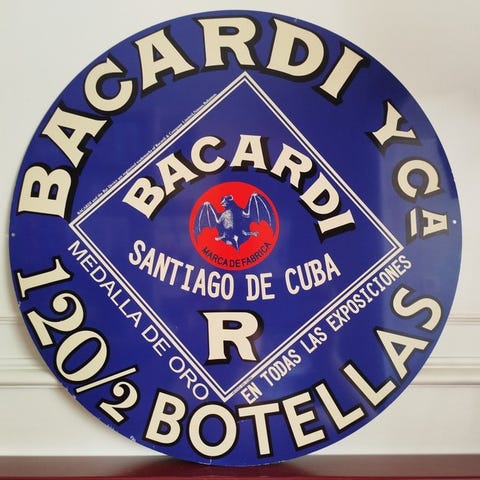 BACARDI Y Cª
BACARDI
MARCA DE FABRICA
SANTIAGO DE CUBA
R
MEDALLA DE ORO
EN TODAS LAS EXPOSICIONES
120/2 BOTELLAS